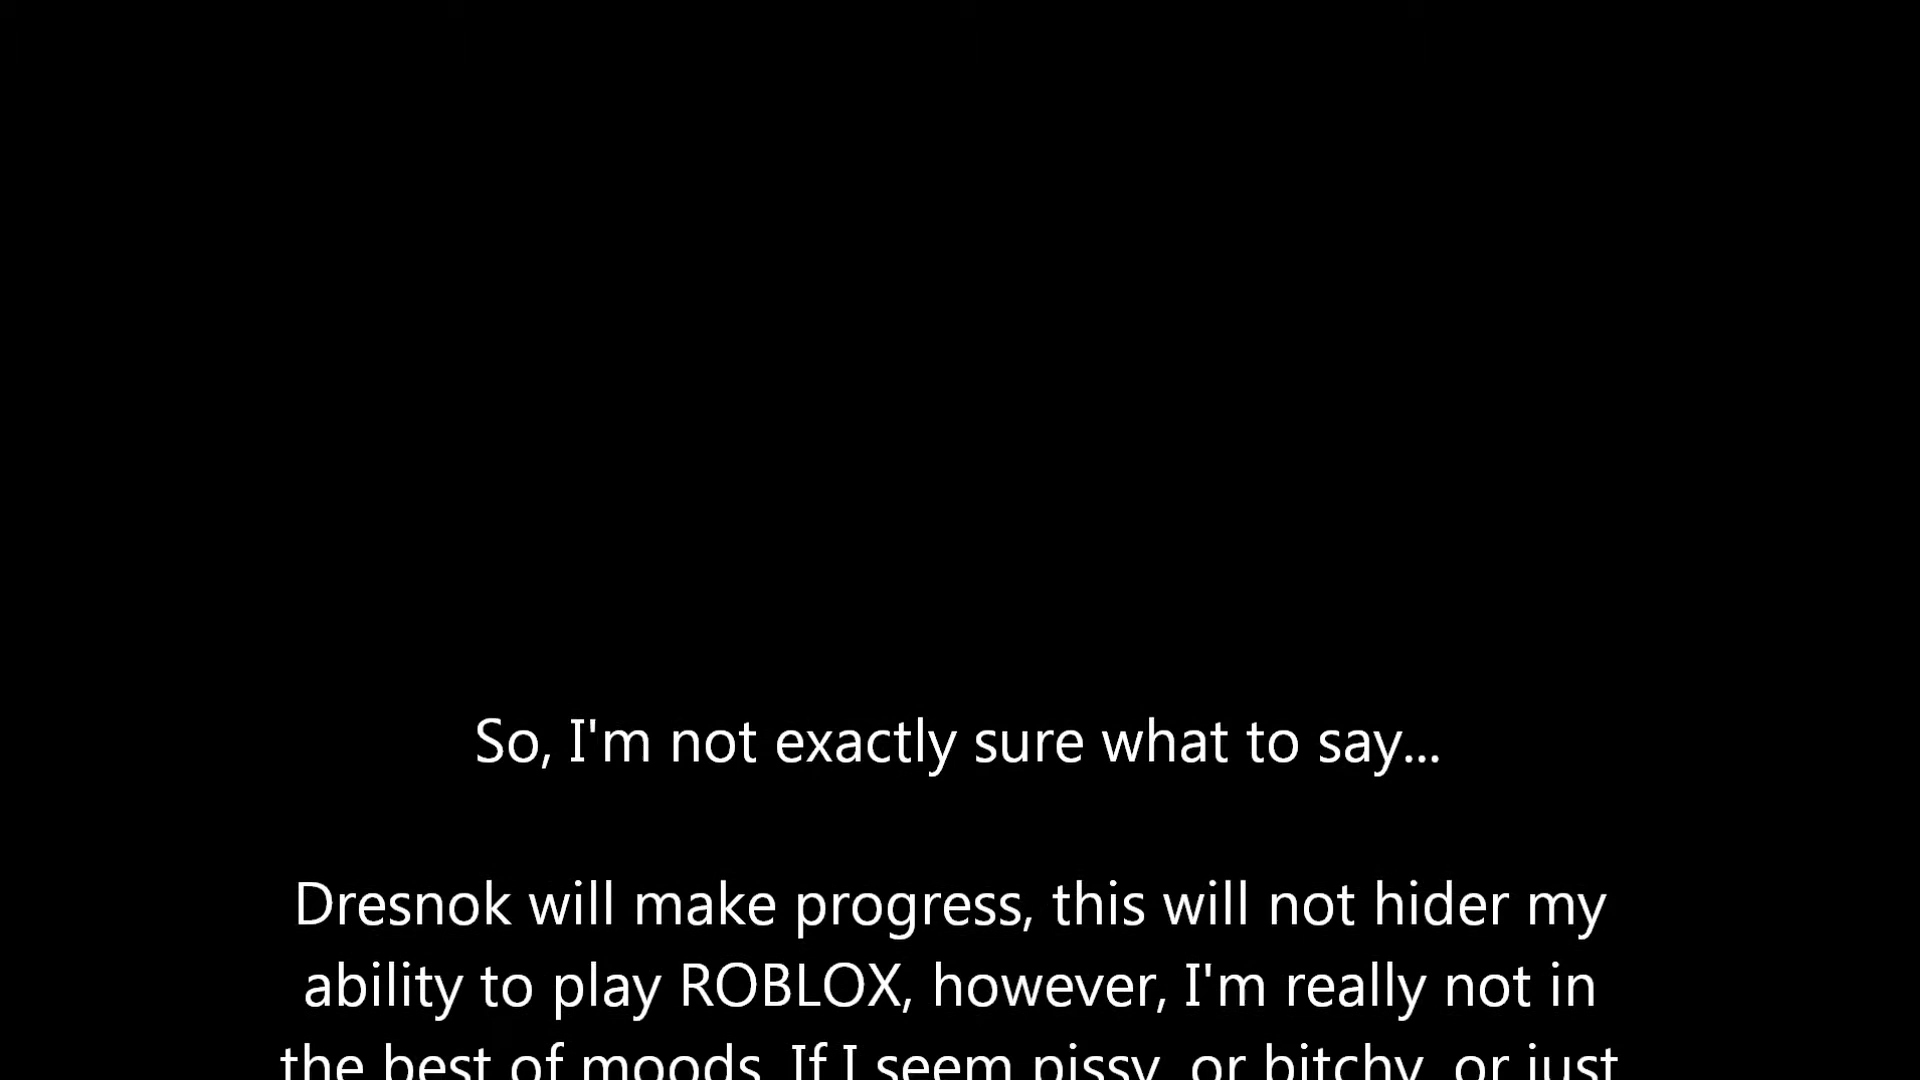 So, I'm not exactly sure what to say...
Dresnok will make progress, this will not hider my
ability to play ROBLOX, however, I'm really not in
the best of moods. If I seem pissy, or bitchy, or just